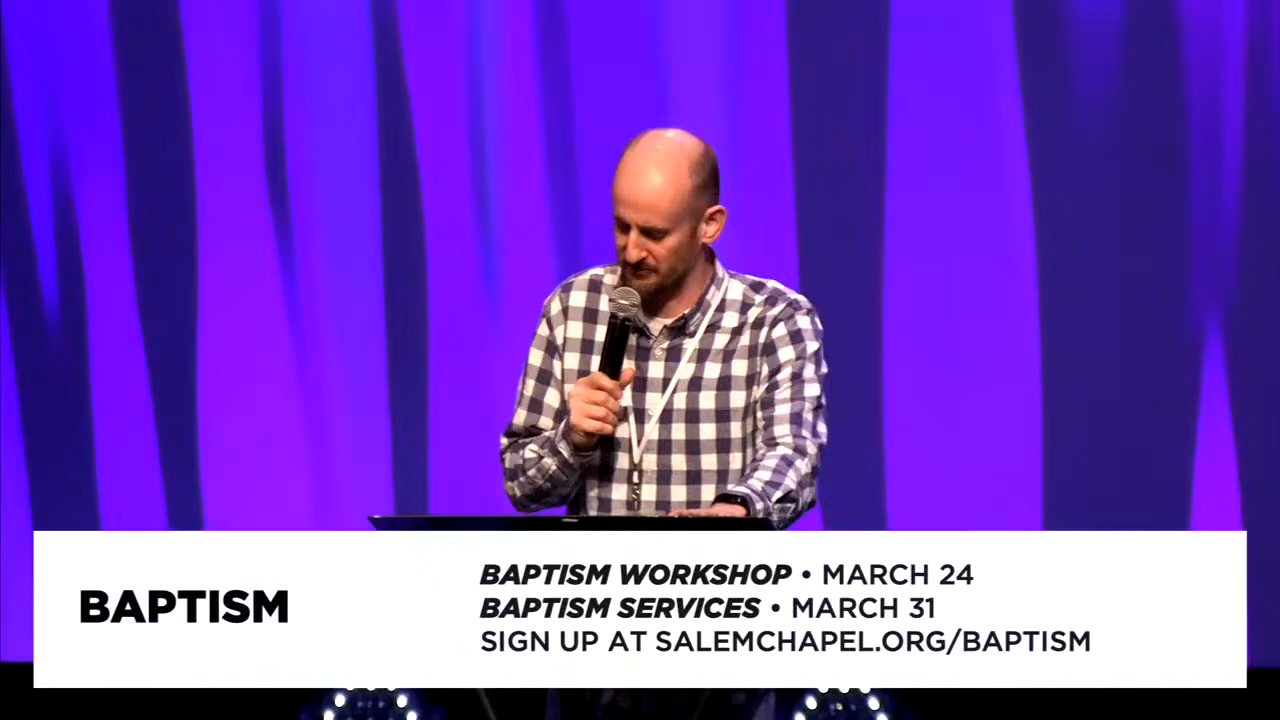 BAPTISM
BAPTISM WORKSHOP • MARCH 24
BAPTISM SERVICES • MARCH 31
SIGN UP AT SALEMCHAPEL.ORG/BAPTISM